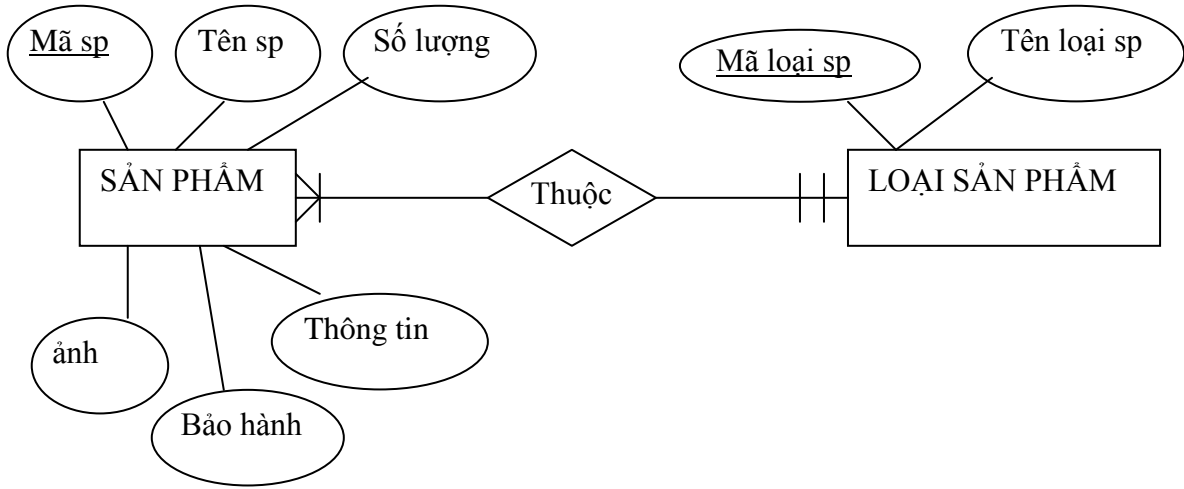 Mã sp
Tên sp
Số lượng
Mã loại sp
Tên loại sp
SẢN PHẨM
Thuộc
LOẠI SẢN PHẨM
ảnh
Thông tin
Bảo hành